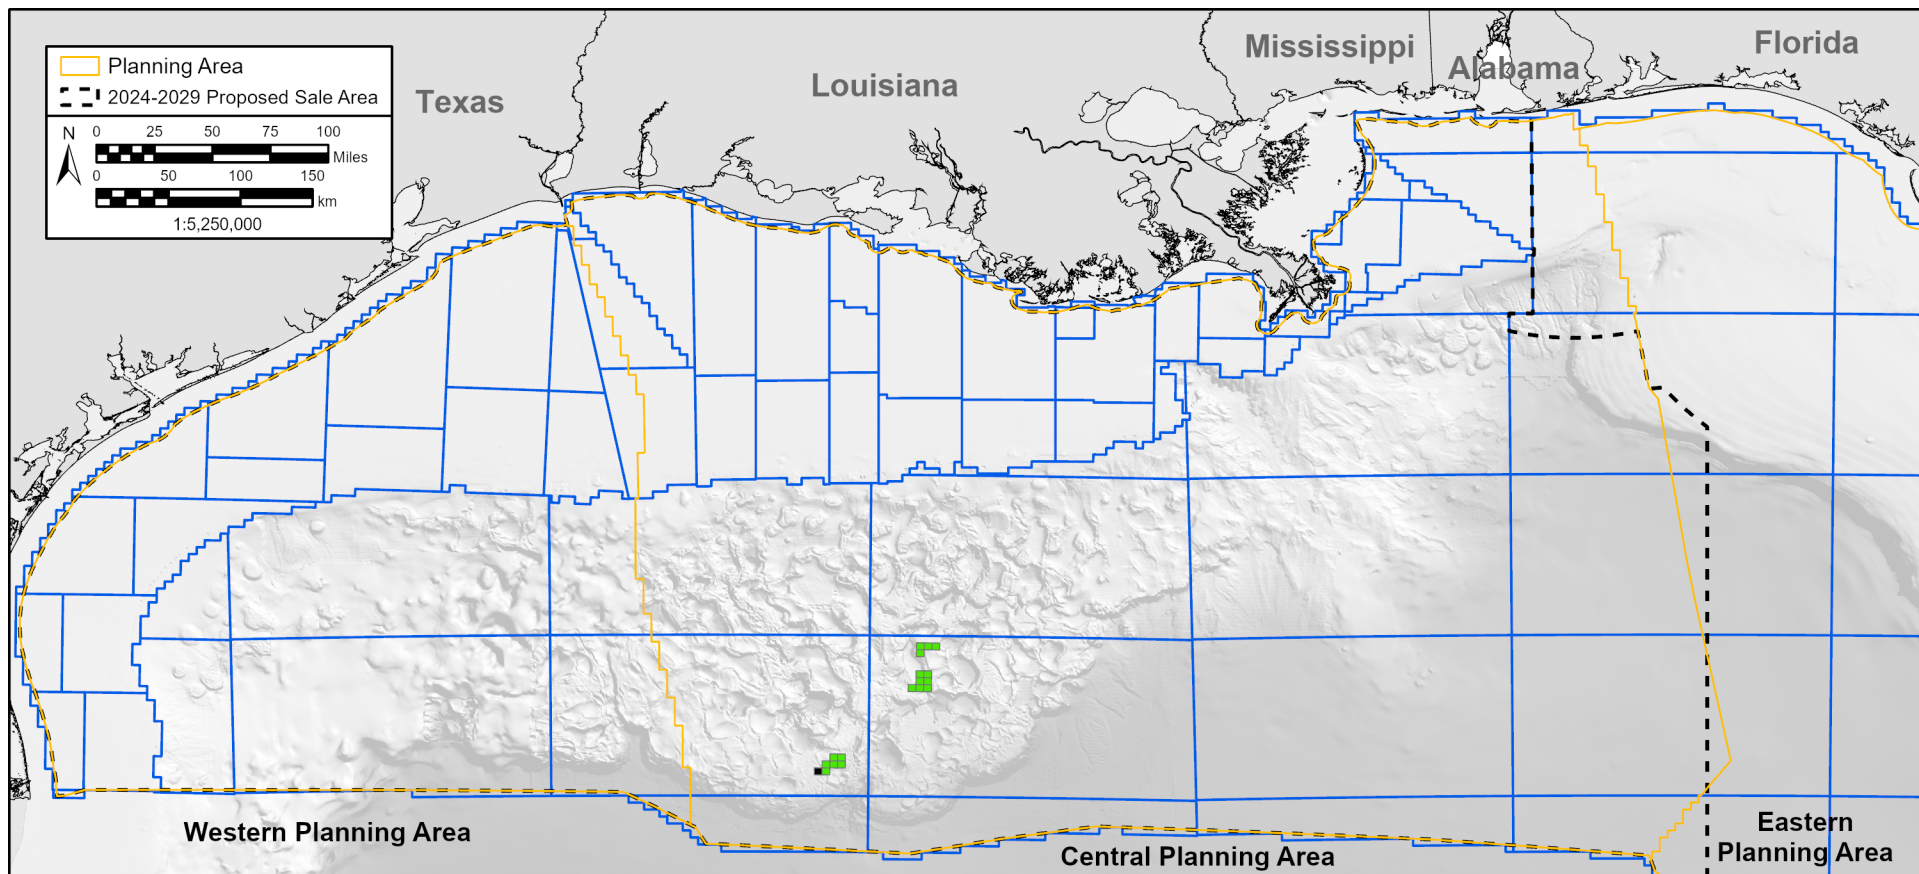 Mississippi
Florida
Alabama
Louisiana
Texas
Planning Area
2024-2029 Proposed Sale Area
N
0 25 50 75 100
Miles
0 50 100 150
km
1:5,250,000
Western Planning Area
Central Planning Area
Eastern
Planning Area